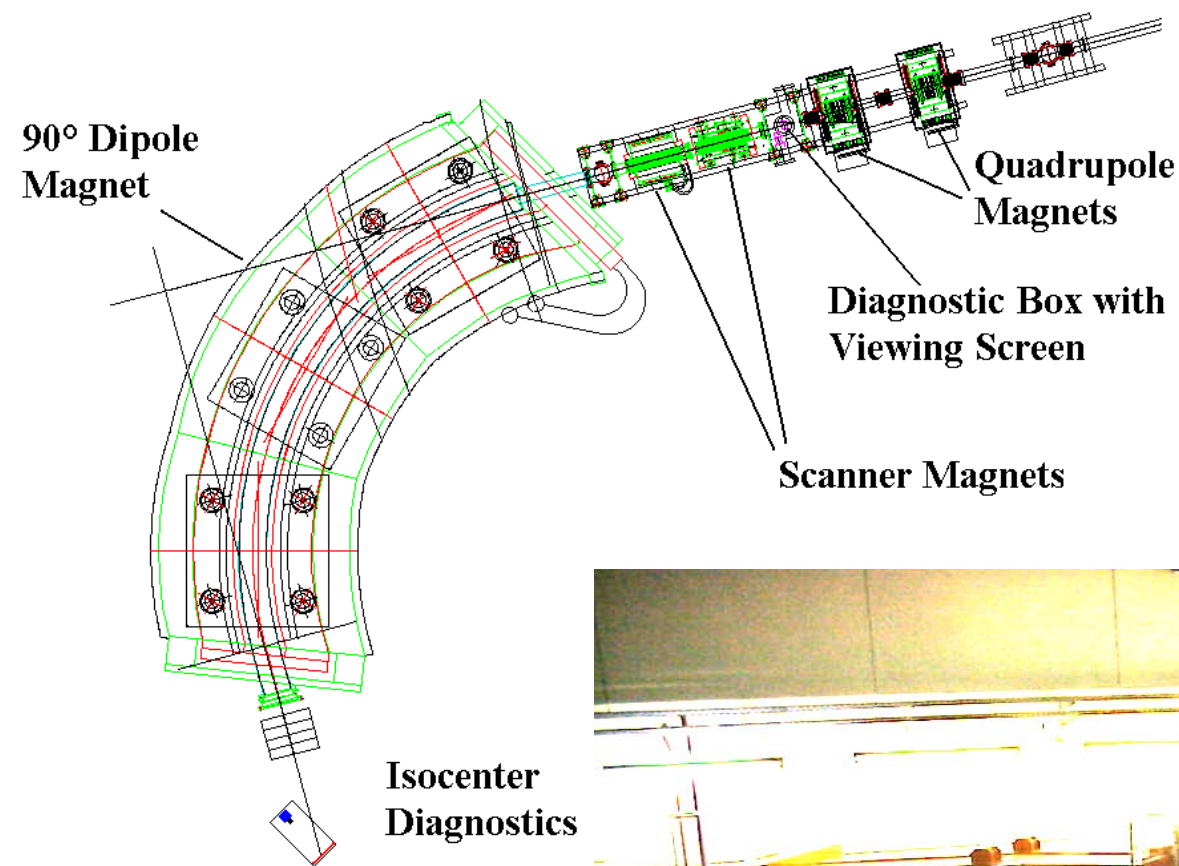 90° Dipole
Magnet
Quadrupole
Magnets
Diagnostic Box with
Viewing Screen
Scanner Magnets
Isocenter
Diagnostics